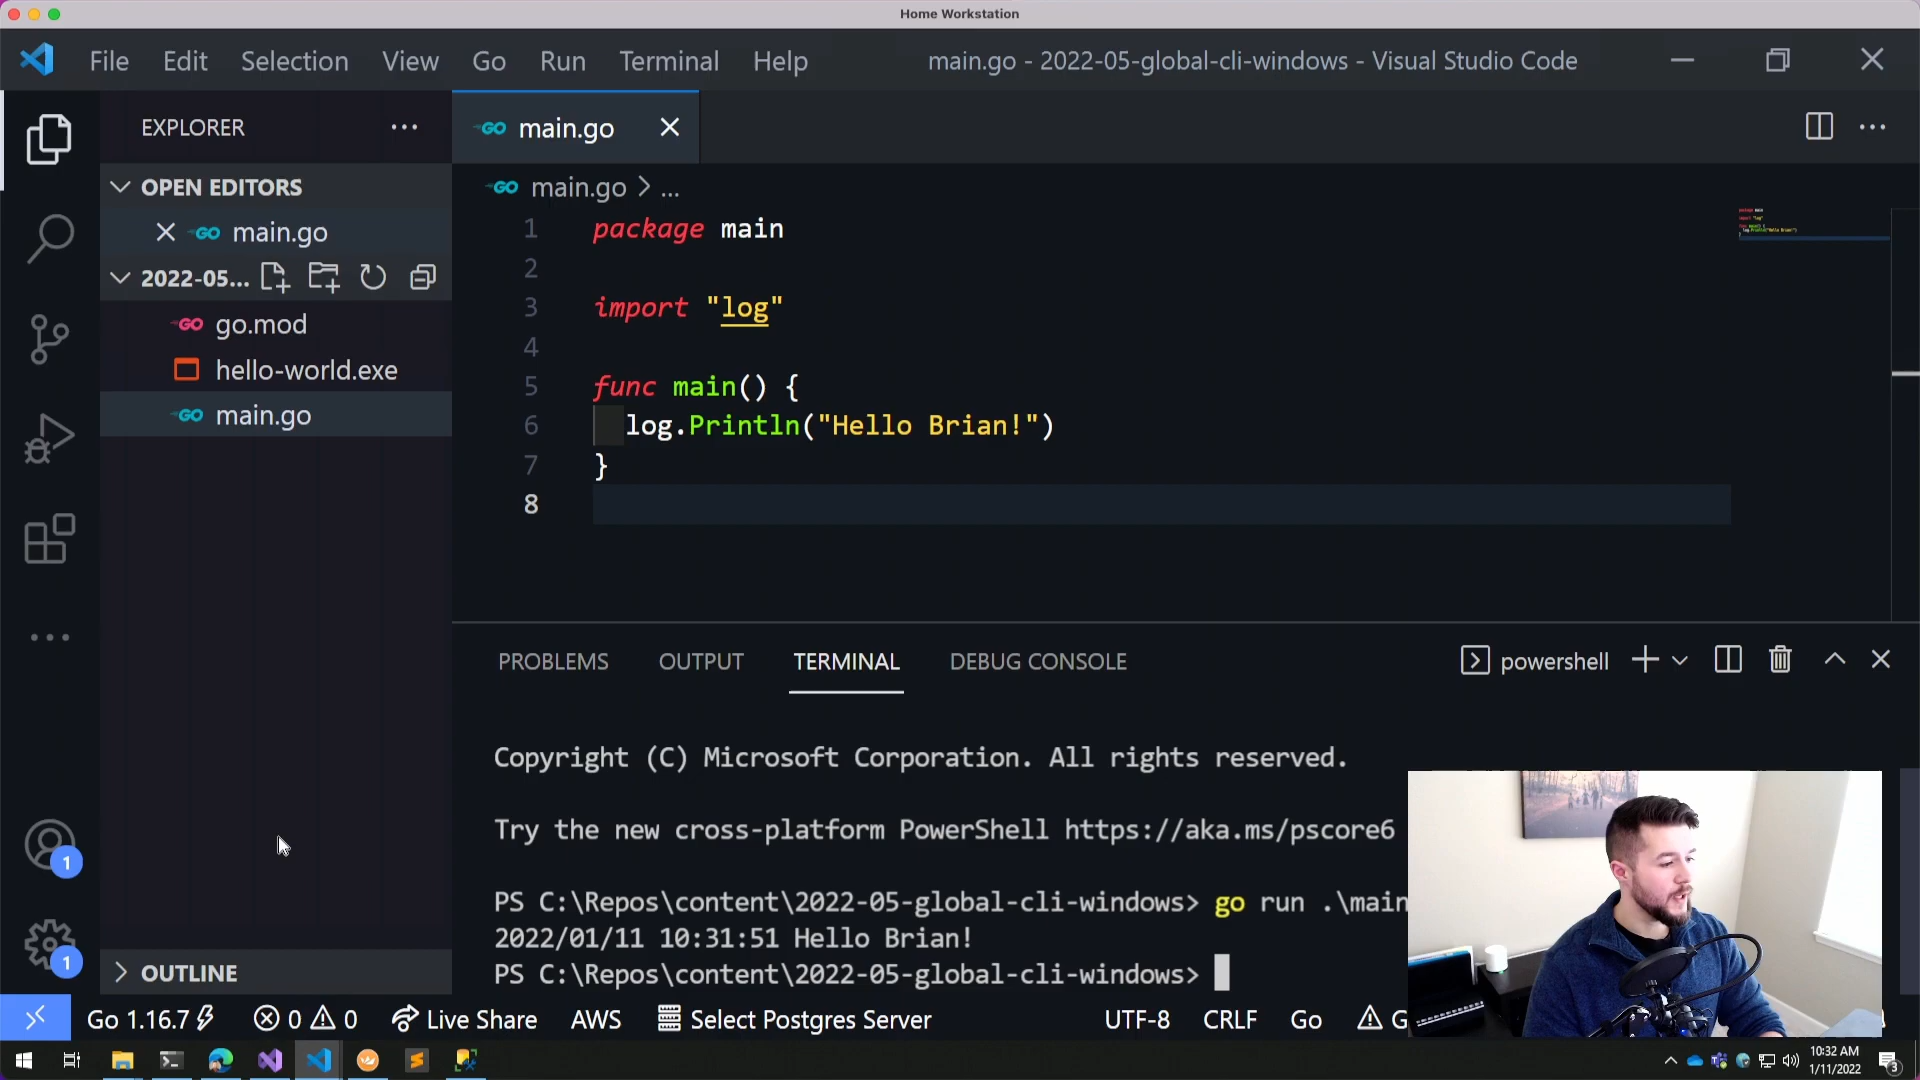 Home Workstation
File Edit Selection View Go Run Terminal Help main.go - 2022-05-global-cli-windows - Visual Studio Code
EXPLORER
OPEN EDITORS
main.go
2022-05...
go.mod
hello-world.exe
main.go
OUTLINE
main.go
main.go > ...
1 package main
2
3 import "log"
4
5 func main() {
6 log.Println("Hello Brian!")
7 }
8
PROBLEMS OUTPUT TERMINAL DEBUG CONSOLE powershell
Copyright (C) Microsoft Corporation. All rights reserved.
Try the new cross-platform PowerShell https://aka.ms/pscore6
PS C:\Repos\content\2022-05-global-cli-windows> go run .\main
2022/01/11 10:31:51 Hello Brian!
PS C:\Repos\content\2022-05-global-cli-windows>
1
1
Go 1.16.7 0 0 Live Share AWS Select Postgres Server UTF-8 CRLF Go G
10:32 AM
1/11/2022
3